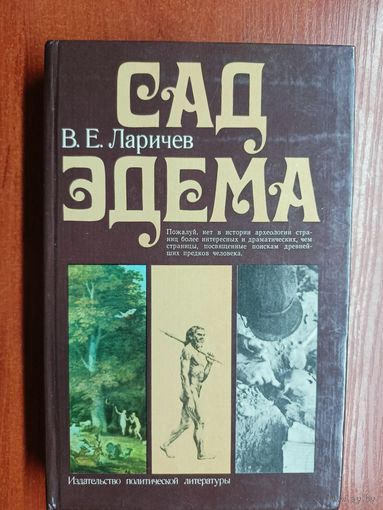 САД
В. Е. Ларичев
ЭДЕМА
Пожалуй, нет в истории археологии стра-
ниц более интересных и драматических, чем
страницы, посвященные поискам древней-
ших предков человека.
Издательство политической литературы